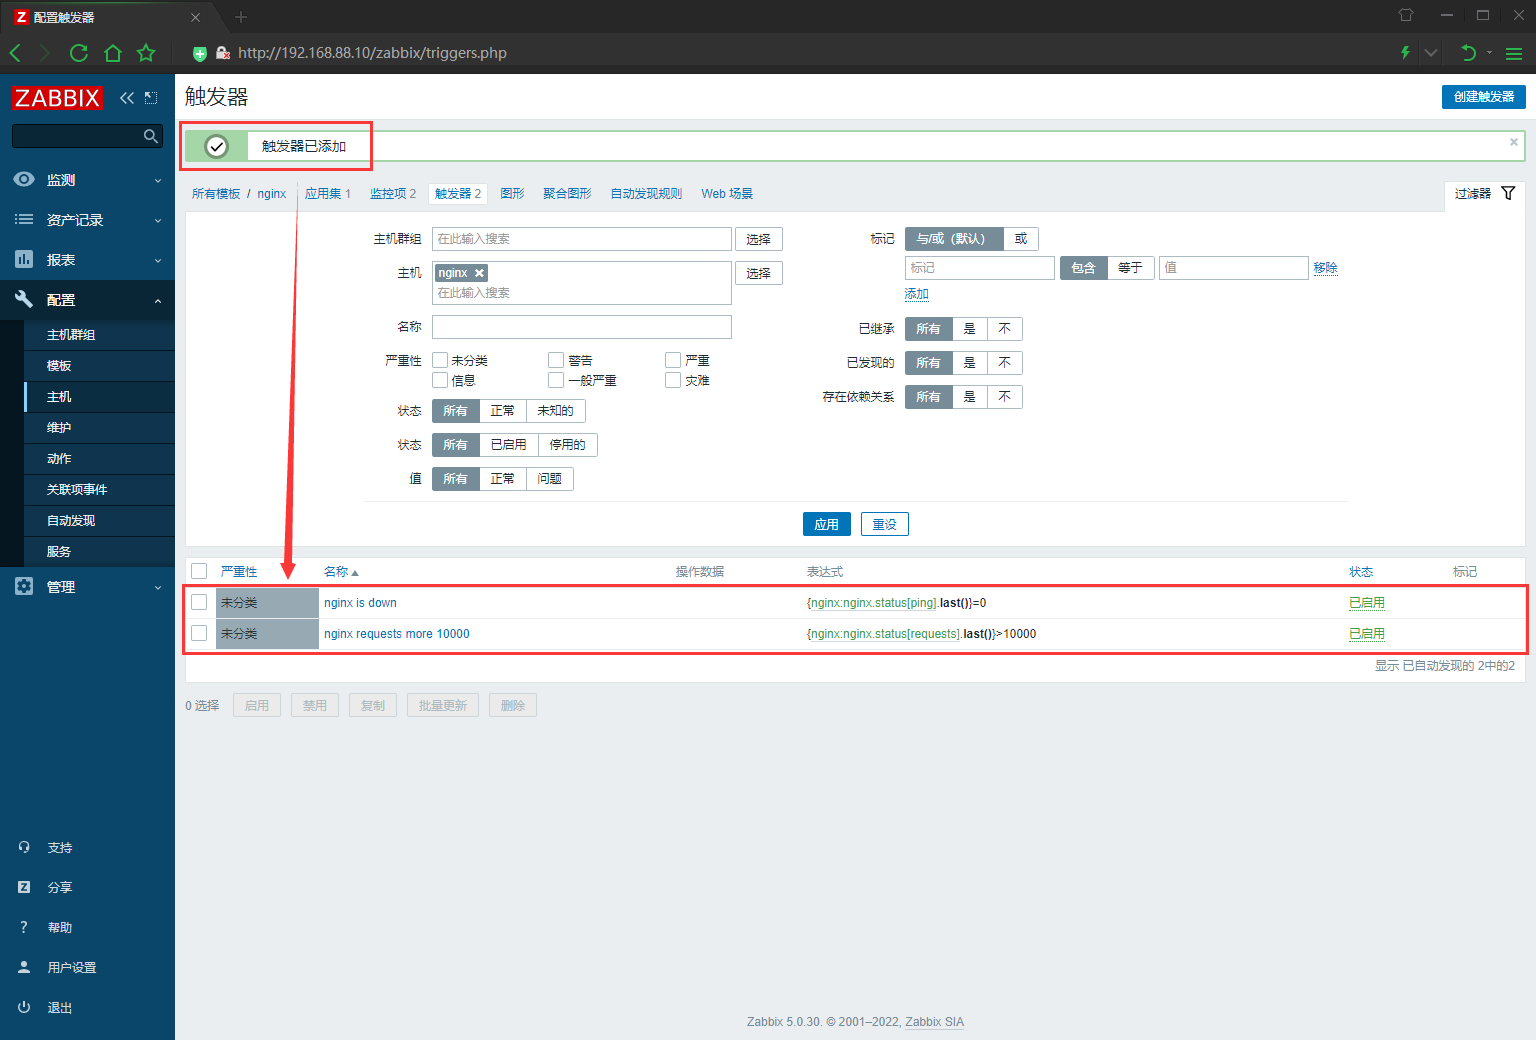 Z 配置触发器
http://192.168.88.10/zabbix/triggers.php
ZABBIX
监测
资产记录
报表
配置
主机群组
模板
主机
维护
动作
关联项事件
自动发现
服务
管理
支持
Z 分享
? 帮助
用户设置
退出
触发器
创建触发器
触发器已添加
所有模板 / nginx 应用集 1 监控项 2 触发器 2 图形 聚合图形 自动发现规则 Web 场景
过滤器
主机群组 在此输入搜索 选择
主机 nginx 选择
在此输入搜索
名称
严重性 未分类 警告 严重
信息 一般严重 灾难
状态 所有 正常 未知的
状态 所有 已启用 停用的
值 所有 正常 问题
标记 与/或（默认） 或
标记 包含 等于 值 移除
添加
已继承 所有 是 不
已发现的 所有 是 不
存在依赖关系 所有 是 不
应用 重设
严重性 名称 操作数据 表达式 状态 标记
未分类 nginx is down {nginx:nginx.status[ping].last()}=0 已启用
未分类 nginx requests more 10000 {nginx:nginx.status[requests].last()}>10000 已启用
显示 已自动发现的 2中的2
0 选择 启用 禁用 复制 批量更新 删除
Zabbix 5.0.30. © 2001–2022, Zabbix SIA